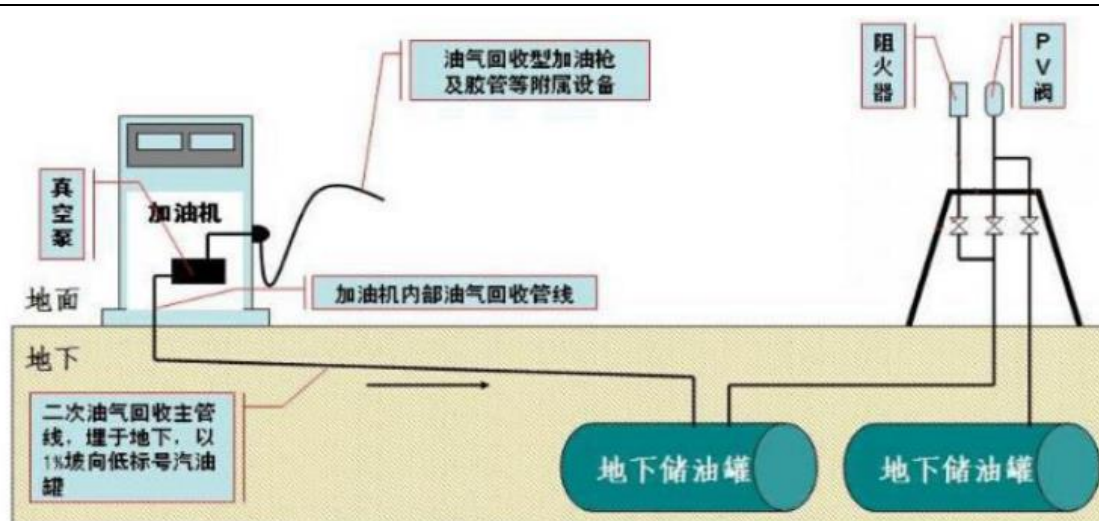 油气回收型加油枪
及胶管等附属设备
阻
火
器
P
V
阀
真
空
泵
加油机
加油机内部油气回收管线
地面
地下
二次油气回收主管
线，埋于地下，以
1%坡向低标号汽油
罐
地下储油罐
地下储油罐